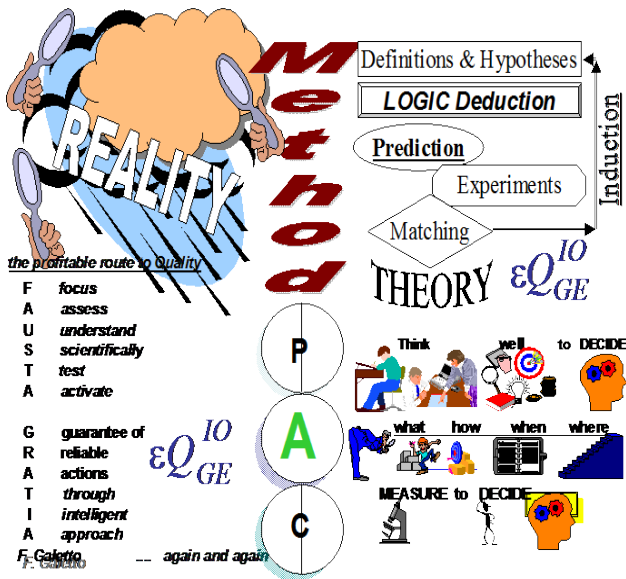 REALITY
Method
Definitions & Hypotheses
LOGIC Deduction
Prediction
Experiments
Matching
Induction
THEORY
εQ IO GE
the profitable route to Quality
F focus
A assess
U understand
S scientifically
T test
A activate
G guarantee of
R reliable
A actions
T through
I intelligent
A approach
F. Galetto __ again and again
F. Galetto
εQ IO GE
P
A
C
Think well to DECIDE
what how when where
MEASURE to DECIDE